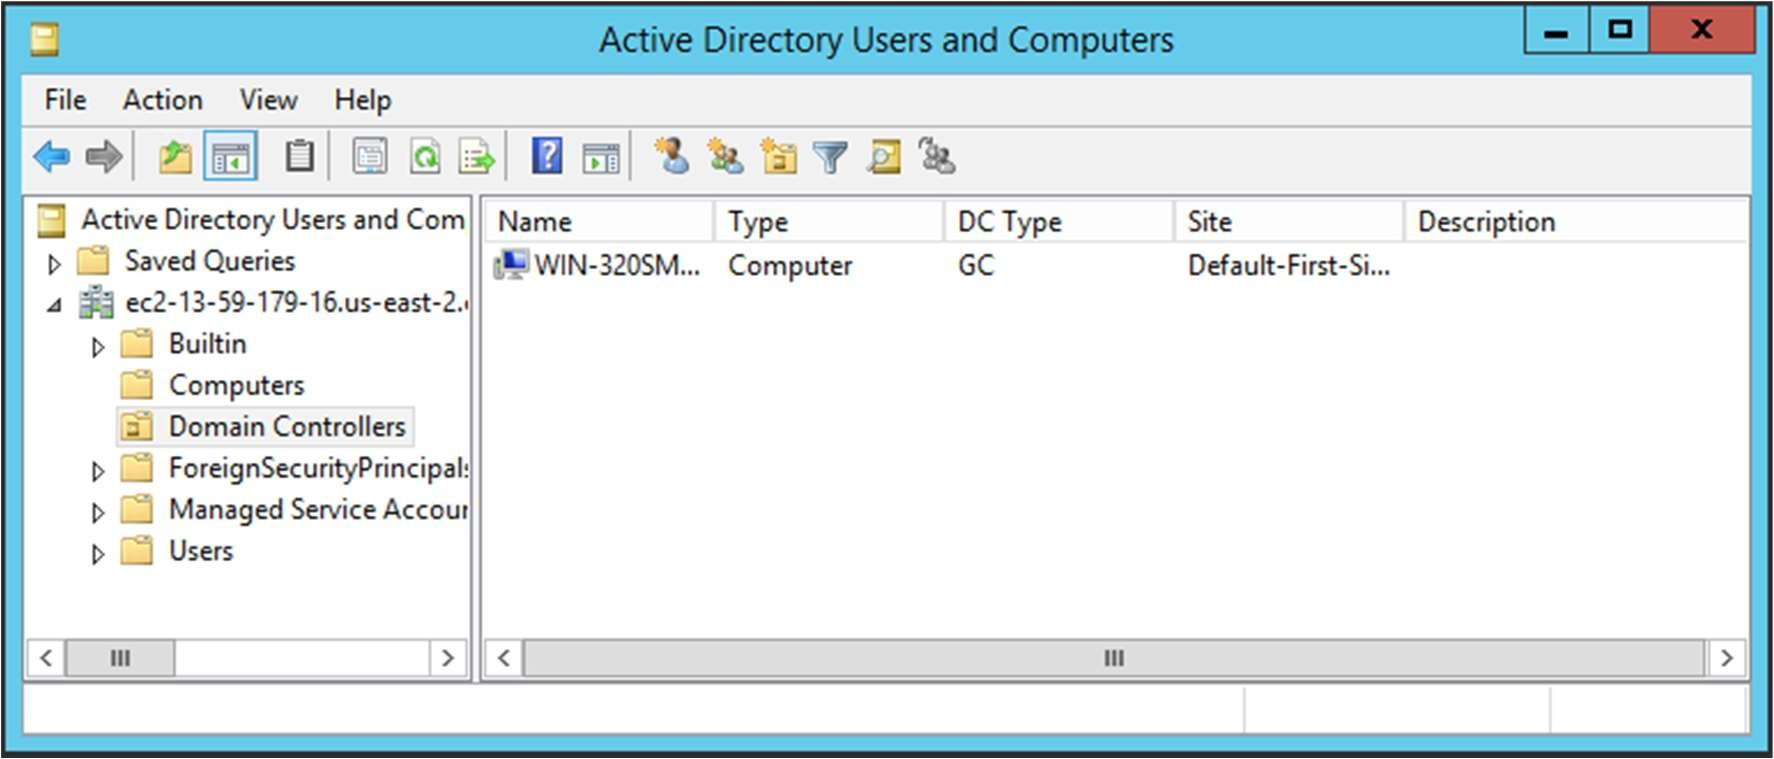 Active Directory Users and Computers
File Action View Help
Active Directory Users and Com
Saved Queries
ec2-13-59-179-16.us-east-2.
Builtin
Computers
Domain Controllers
ForeignSecurityPrincipals
Managed Service Accour
Users
Name Type DC Type Site Description
WIN-320SM... Computer GC Default-First-Si...